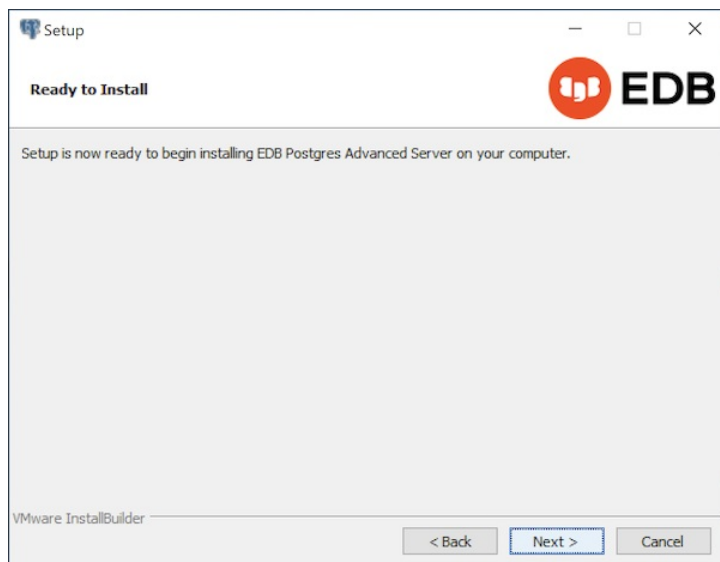 Setup
Ready to Install
EDB
Setup is now ready to begin installing EDB Postgres Advanced Server on your computer.
VMware InstallBuilder
< Back
Next >
Cancel